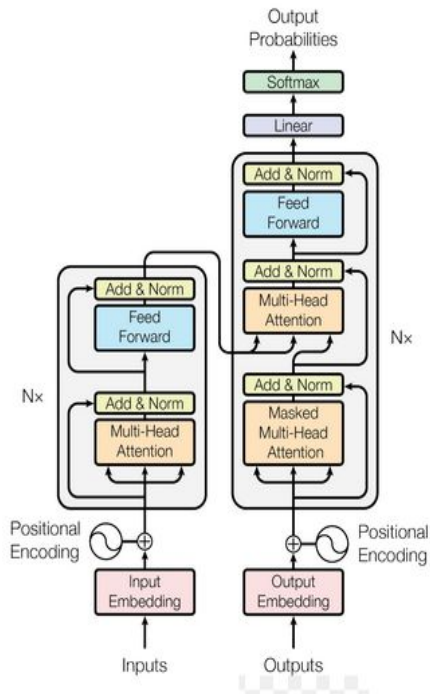 Output
Probabilities
Softmax
Linear
Add & Norm
Feed
Forward
Add & Norm
Multi-Head
Attention
Add & Norm
Masked
Multi-Head
Attention
Nx
Add & Norm
Feed
Forward
Add & Norm
Multi-Head
Attention
Nx
Positional
Encoding
Positional
Encoding
Input
Embedding
Output
Embedding
Inputs
Outputs